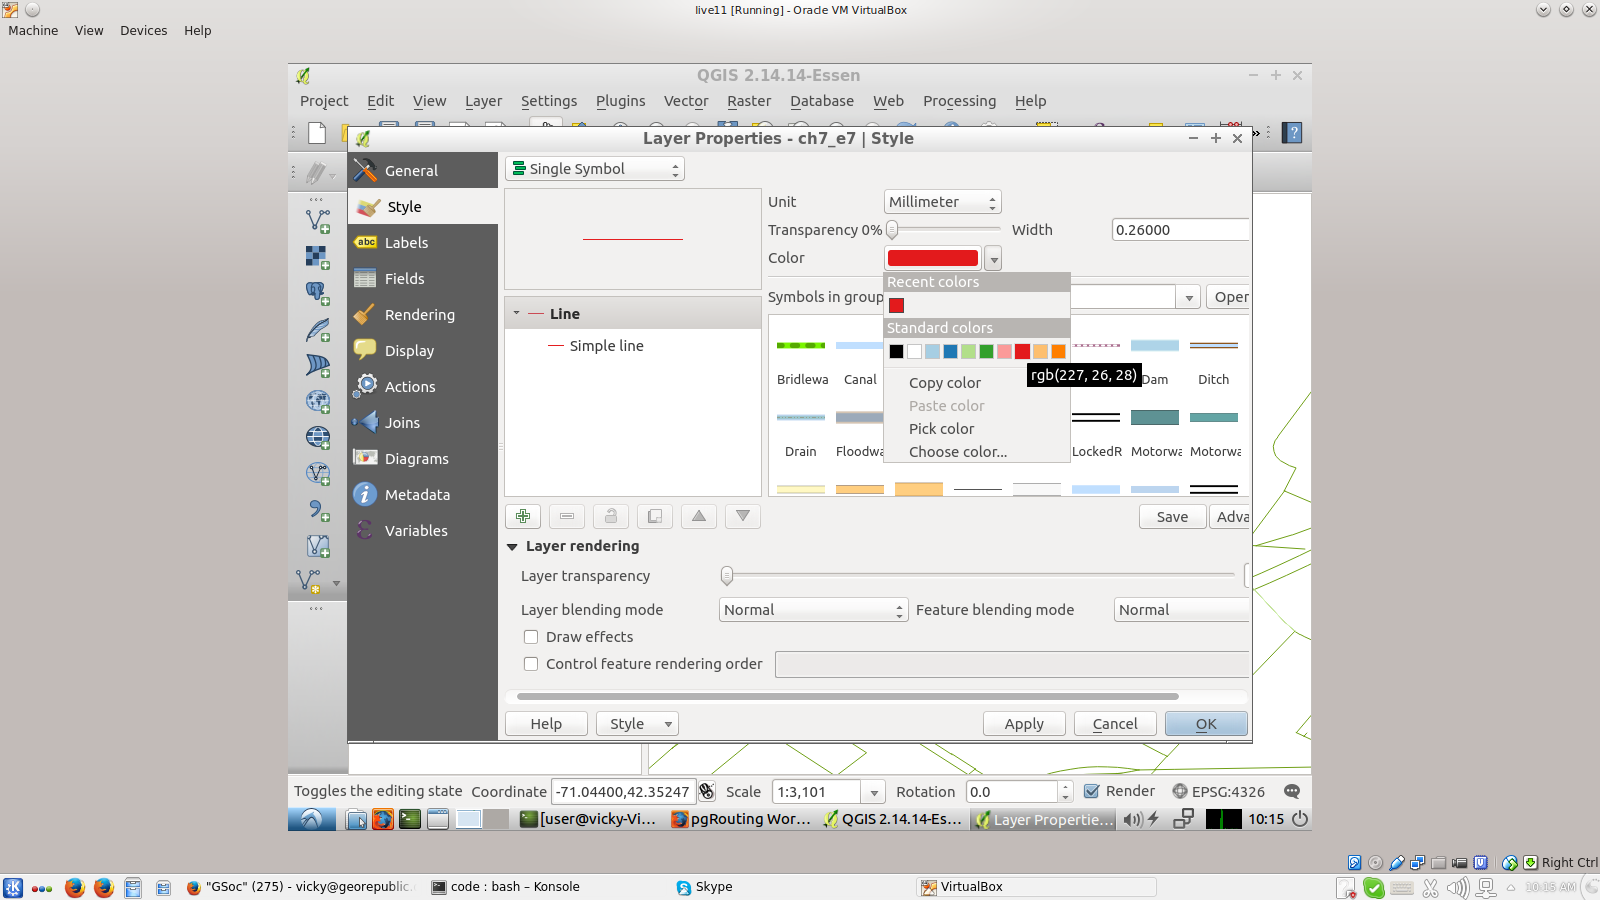 live11 [Running] - Oracle VM VirtualBox
Machine View Devices Help
QGIS 2.14.14-Essen
Project Edit View Layer Settings Plugins Vector Raster Database Web Processing Help
Layer Properties - ch7_e7 | Style
General
Style
Labels
Fields
Rendering
Display
Actions
Joins
Diagrams
Metadata
Variables
abc
Single Symbol
Unit Millimeter
Transparency 0% Width 0.26000
Color
Recent colors
Standard colors
rgb(227, 26, 28)
Copy color
Paste color
Pick color
Choose color...
Symbols in group Oper
Line
Simple line
Bridlewa Canal Dam Ditch
Drain Floodwa LockedR Motorwa Motorwa
Save Adva
Layer rendering
Layer transparency
Layer blending mode Normal Feature blending mode Normal
Draw effects
Control feature rendering order
Help Style Apply Cancel OK
Toggles the editing state Coordinate -71.04400,42.35247 Scale 1:3,101 Rotation 0.0 Render EPSG:4326
[user@vicky-Vi... pgRouting Wor... QGIS 2.14.14-Es... Layer Propertie... 10:15
Right Ctrl
"GSoc" (275) - vicky@georepublic. code : bash – Konsole Skype VirtualBox 10:15 AM